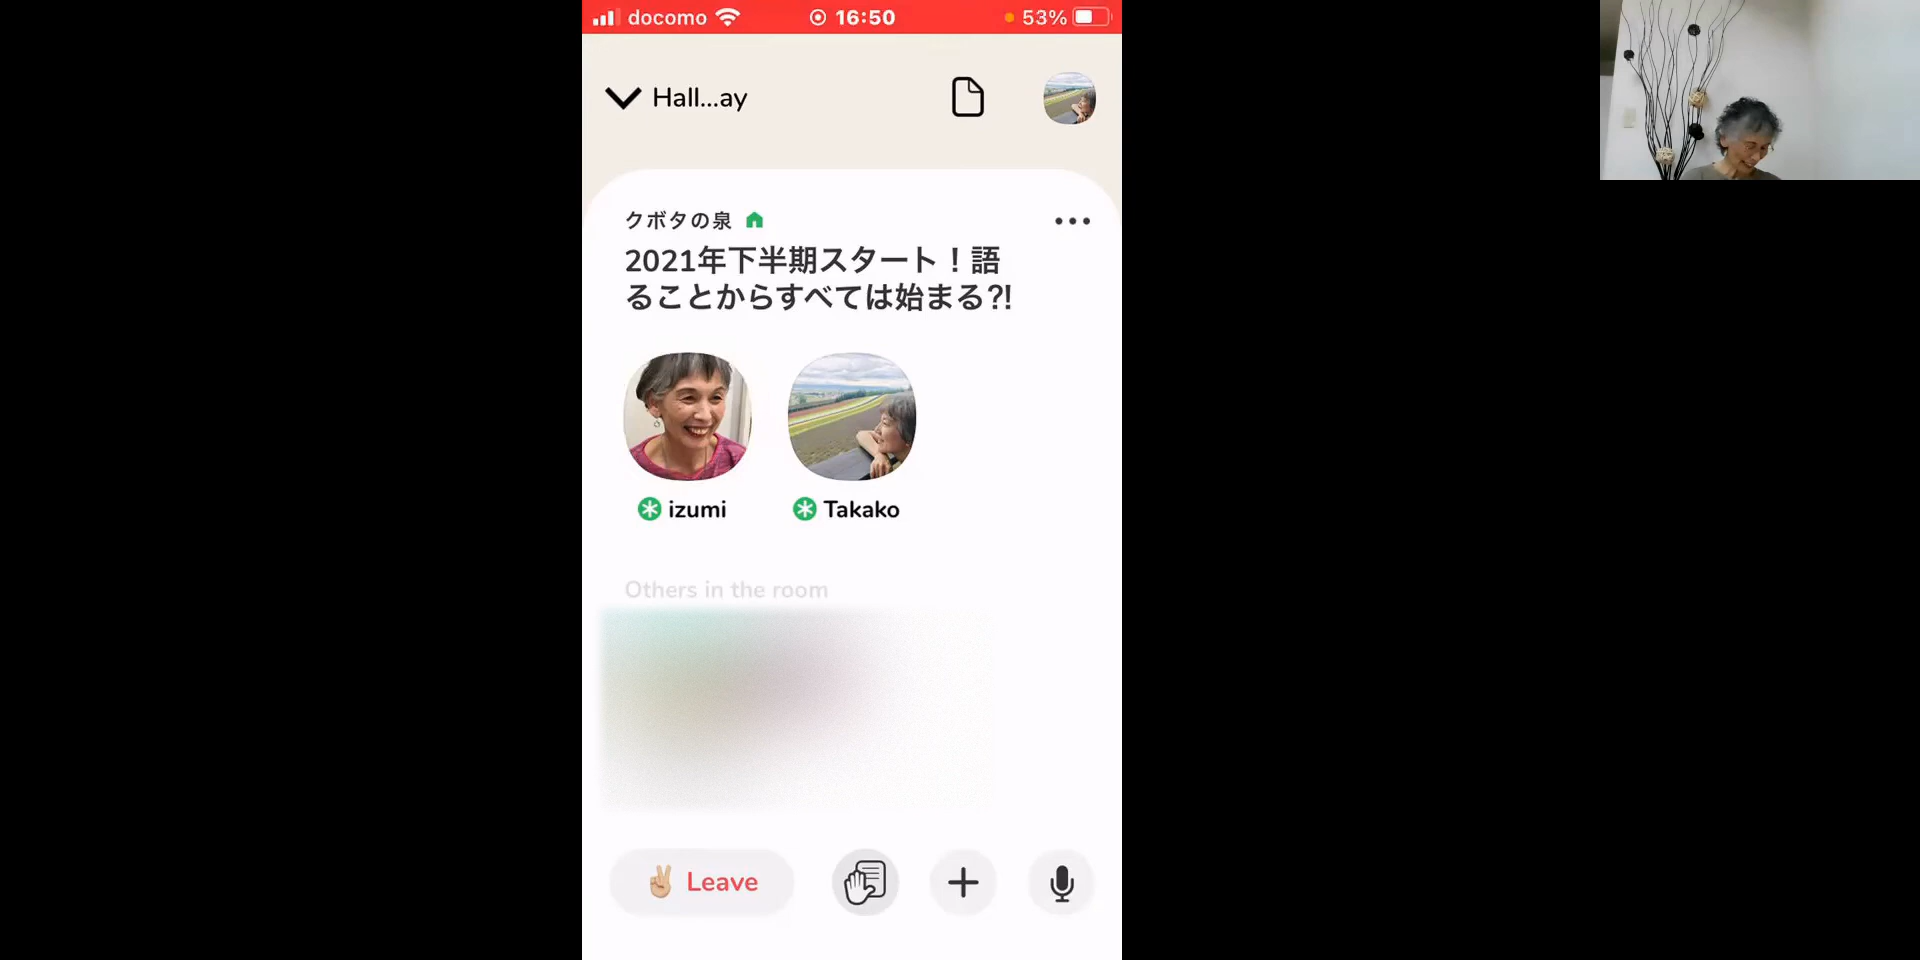 docomo 16:50 53%
Hall...ay
クボタの泉
2021年下半期スタート！語
ることからすべては始まる?!
izumi Takako
Others in the room
Leave